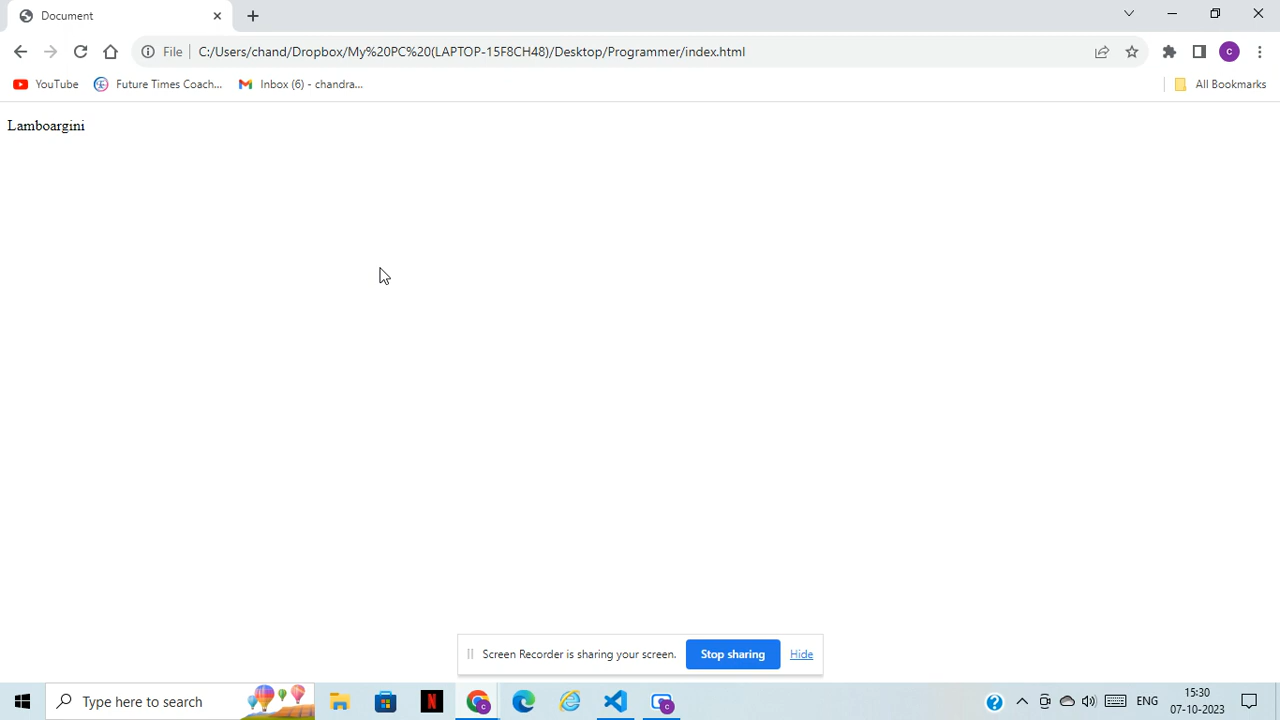 Document
File C:/Users/chand/Dropbox/My%20PC%20(LAPTOP-15F8CH48)/Desktop/Programmer/index.html
c
YouTube Future Times Coach... Inbox (6) - chandra... All Bookmarks
Lamboargini
Screen Recorder is sharing your screen. Stop sharing Hide
Type here to search
N
c
c
ENG
15:30
07-10-2023